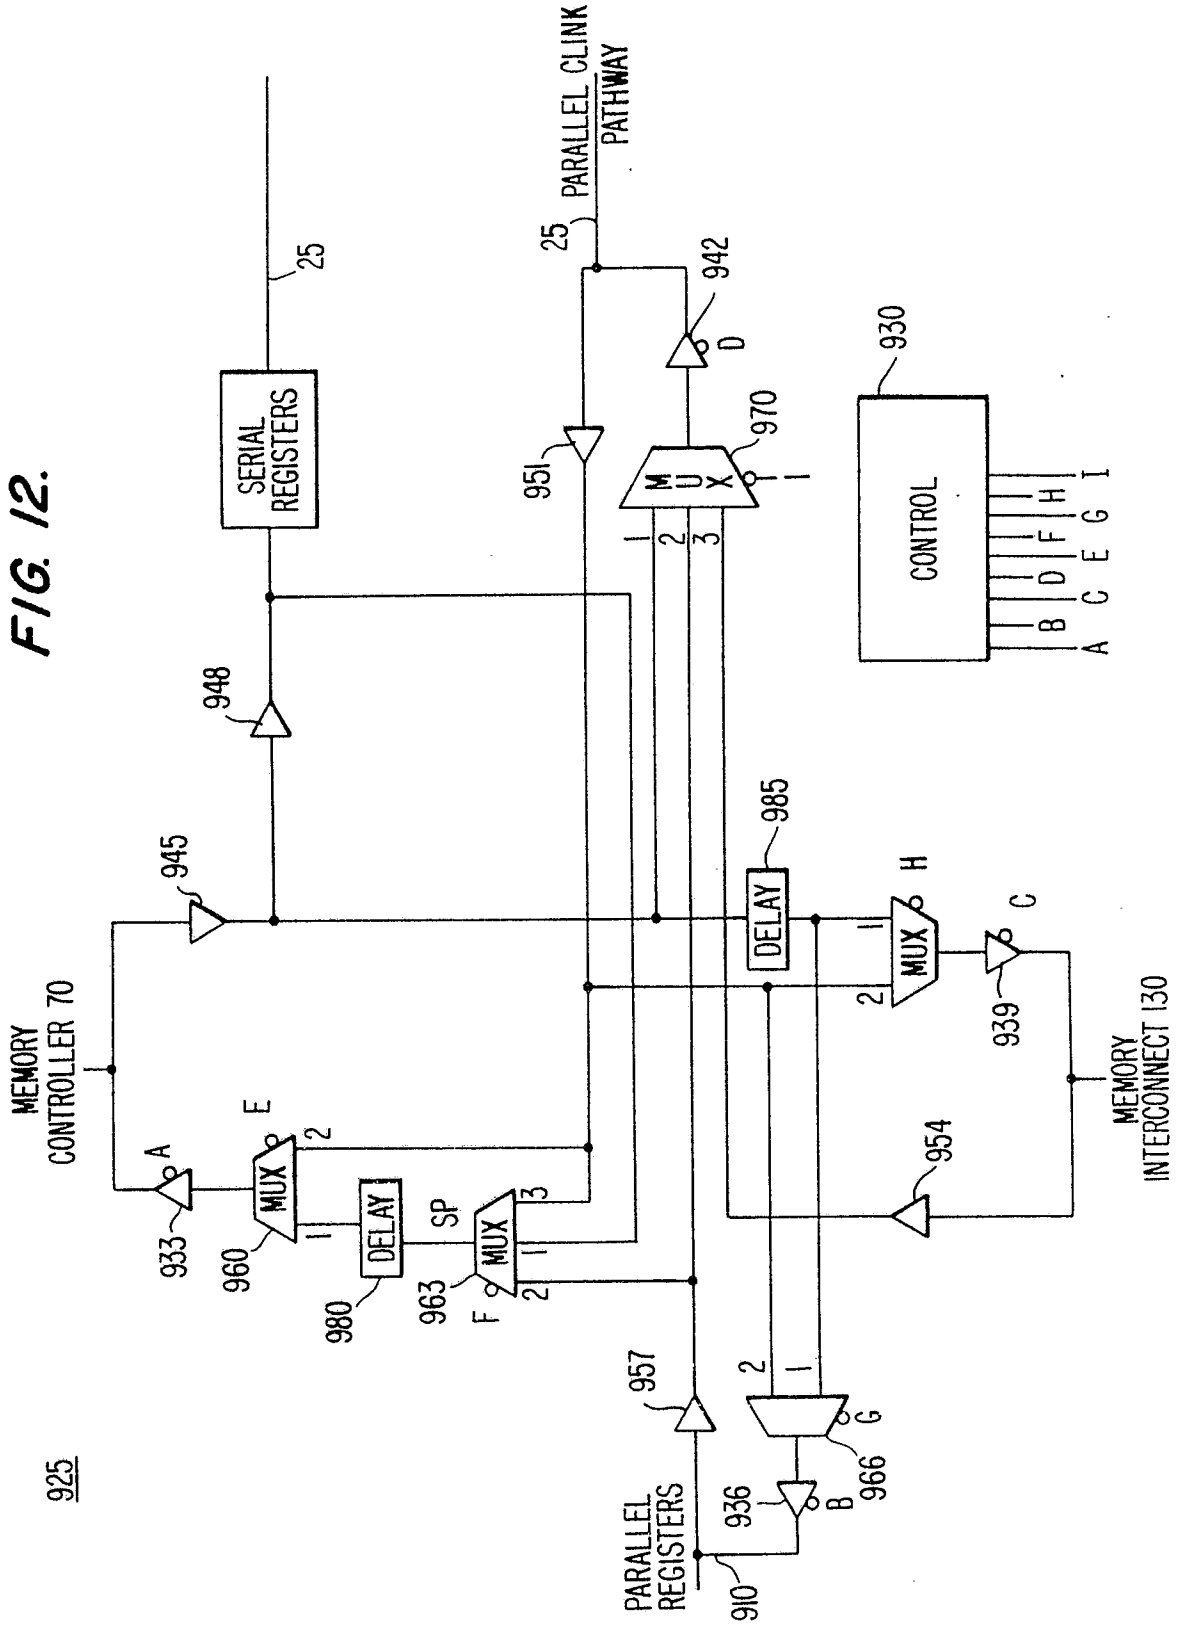 FIG. 12.
925
MEMORY
CONTROLLER 70
945
948
SERIAL
REGISTERS
25
A
933
E
MUX
960
1
2
DELAY
980
SP
MUX
963
F
2
1
3
951
25
PARALLEL CLINK
PATHWAY
942
D
MUX
970
I
1
2
3
957
PARALLEL
REGISTERS
910
936
B
966
G
2
1
DELAY
985
2
1
MUX
H
C
939
954
MEMORY
INTERCONNECT 130
CONTROL
930
A
B
C
D
E
F
G
H
I